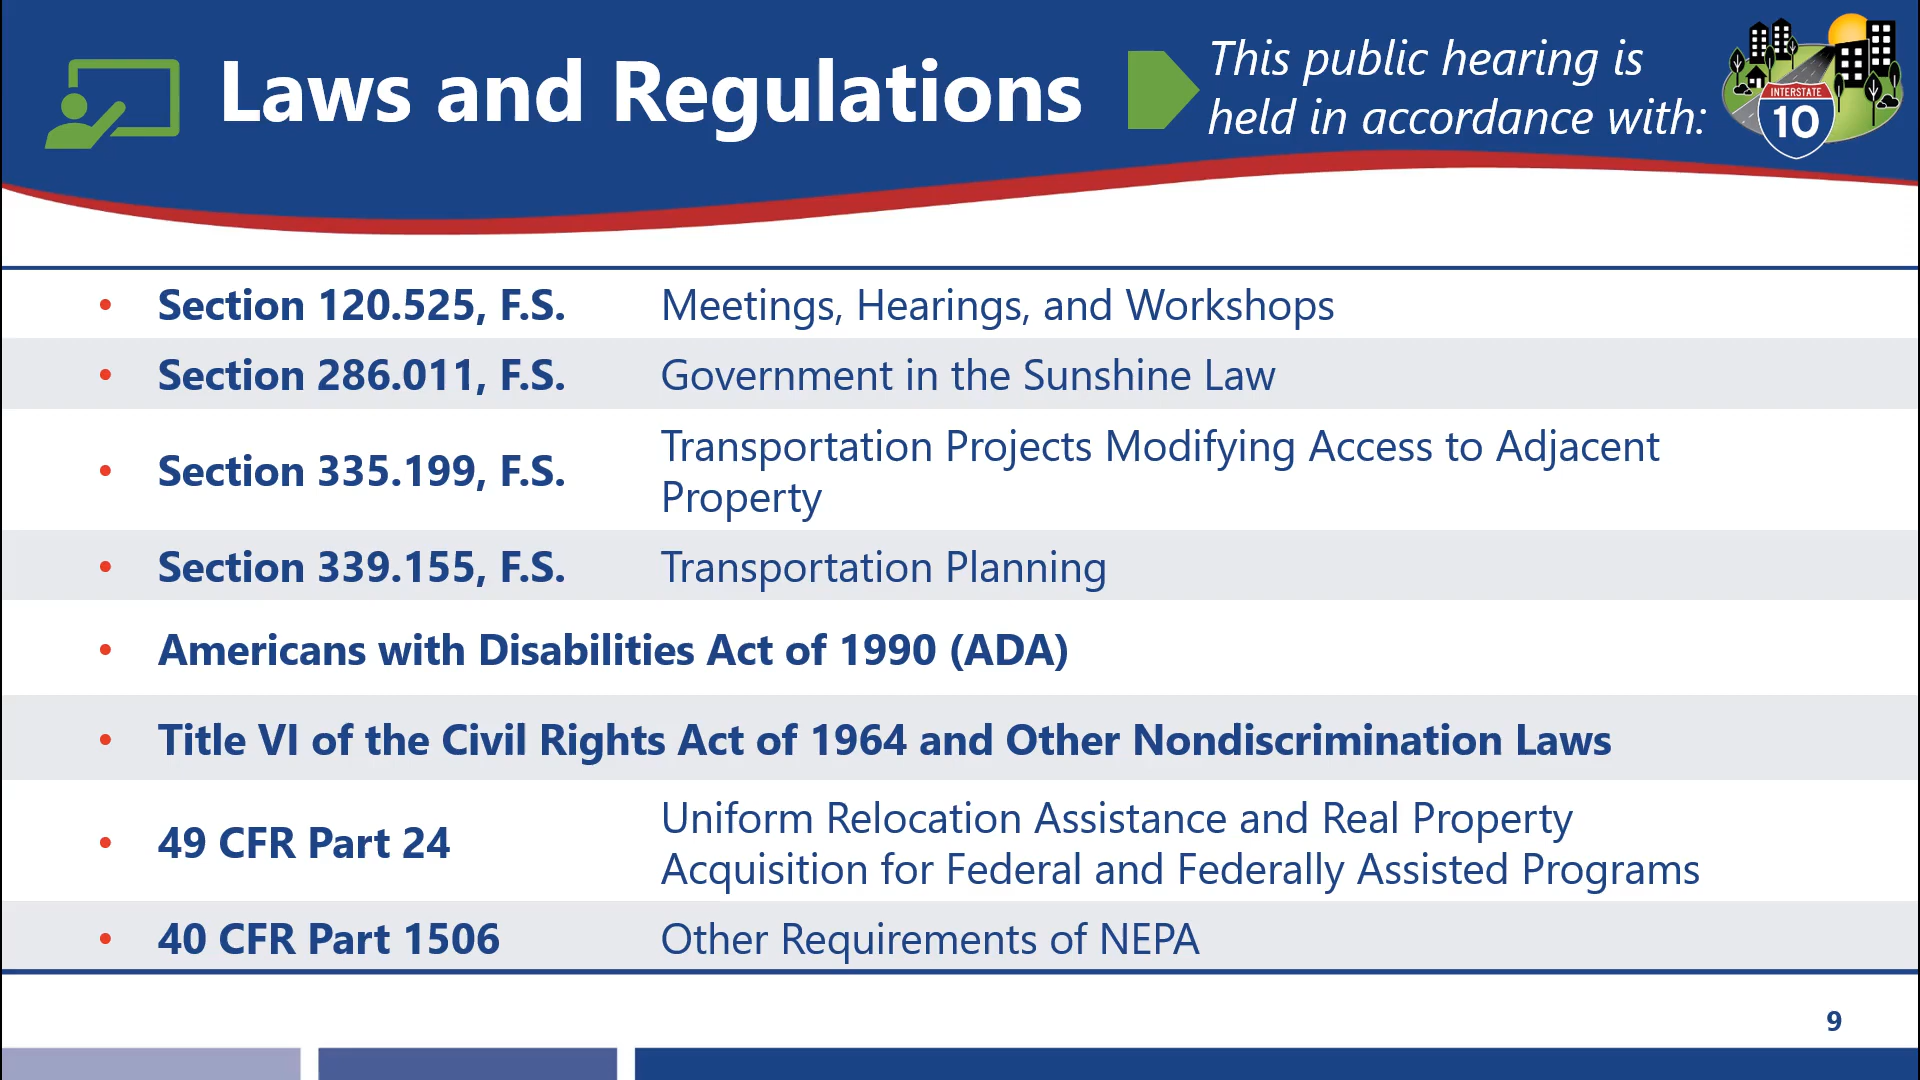 Laws and Regulations
This public hearing is
held in accordance with:
INTERSTATE
10
• Section 120.525, F.S. Meetings, Hearings, and Workshops
• Section 286.011, F.S. Government in the Sunshine Law
• Section 335.199, F.S. Transportation Projects Modifying Access to Adjacent
Property
• Section 339.155, F.S. Transportation Planning
• Americans with Disabilities Act of 1990 (ADA)
• Title VI of the Civil Rights Act of 1964 and Other Nondiscrimination Laws
• 49 CFR Part 24 Uniform Relocation Assistance and Real Property
Acquisition for Federal and Federally Assisted Programs
• 40 CFR Part 1506 Other Requirements of NEPA
9